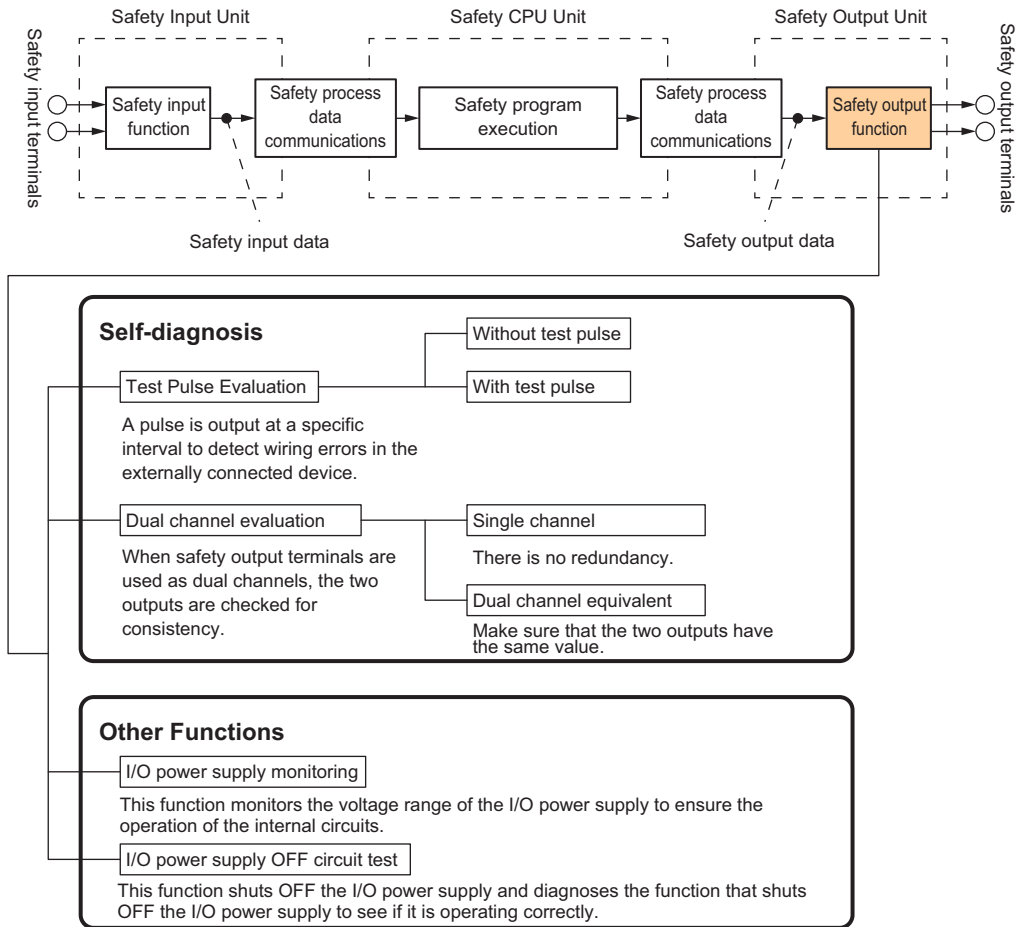 Safety Input Unit
Safety CPU Unit
Safety Output Unit
Safety input terminals
Safety input
function
Safety process
data
communications
Safety program
execution
Safety process
data
communications
Safety output
function
Safety output terminals
Safety input data
Safety output data
Self-diagnosis
Without test pulse
Test Pulse Evaluation
With test pulse
A pulse is output at a specific
interval to detect wiring errors in the
externally connected device.
Dual channel evaluation
Single channel
When safety output terminals are
used as dual channels, the two
outputs are checked for
consistency.
There is no redundancy.
Dual channel equivalent
Make sure that the two outputs have
the same value.
Other Functions
I/O power supply monitoring
This function monitors the voltage range of the I/O power supply to ensure the
operation of the internal circuits.
I/O power supply OFF circuit test
This function shuts OFF the I/O power supply and diagnoses the function that shuts
OFF the I/O power supply to see if it is operating correctly.